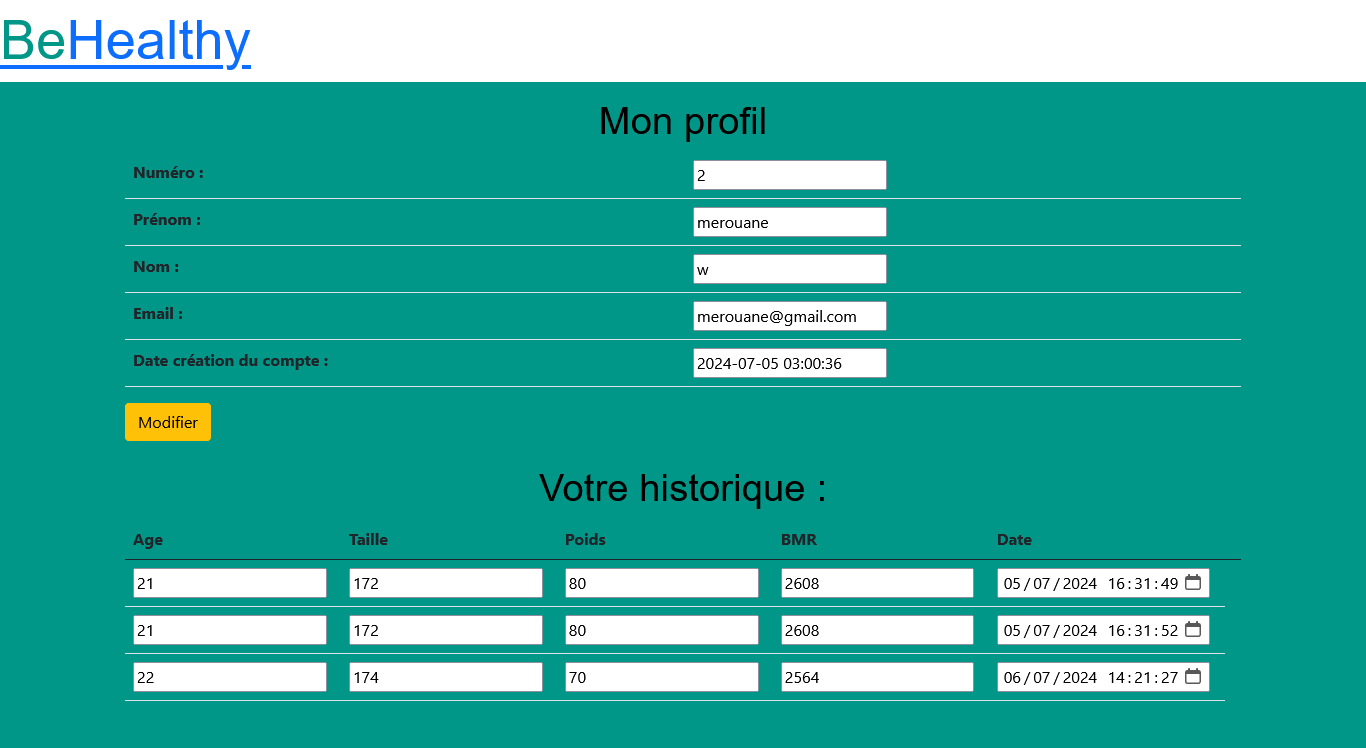 BeHealthy
Mon profil
Numéro : 2
Prénom : merouane
Nom : w
Email : merouane@gmail.com
Date création du compte : 2024-07-05 03:00:36
Modifier
Votre historique :
Age Taille Poids BMR Date
21 172 80 2608 05/07/2024 16:31:49
21 172 80 2608 05/07/2024 16:31:52
22 174 70 2564 06/07/2024 14:21:27